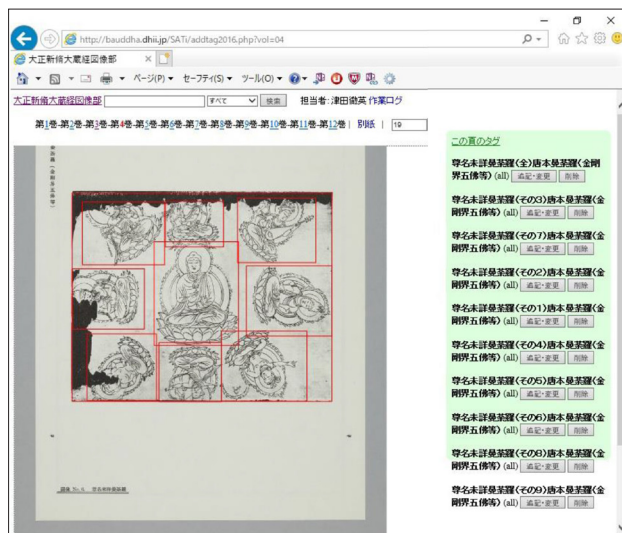 http://bauddha.dhii.jp/SATi/addtag2016.php?vol=04
大正新脩大蔵経図像部
ページ(P) セーフティ(S) ツール(O)
大正新脩大蔵経図像部 すべて 検索 担当者: 津田徹英 作業ログ
第1巻-第2巻-第3巻-第4巻-第5巻-第6巻-第7巻-第8巻-第9巻-第10巻-第11巻-第12巻 | 別紙 | 19
この頁のタグ
尊名未詳曼荼羅(全)唐本曼荼羅(金剛
界五佛等) (all) 追記・変更 削除
尊名未詳曼荼羅(その3)唐本曼荼羅(金
剛界五佛等) (all) 追記・変更 削除
尊名未詳曼荼羅(その7)唐本曼荼羅(金
剛界五佛等) (all) 追記・変更 削除
尊名未詳曼荼羅(その2)唐本曼荼羅(金
剛界五佛等) (all) 追記・変更 削除
尊名未詳曼荼羅(その1)唐本曼荼羅(金
剛界五佛等) (all) 追記・変更 削除
尊名未詳曼荼羅(その4)唐本曼荼羅(金
剛界五佛等) (all) 追記・変更 削除
尊名未詳曼荼羅(その5)唐本曼荼羅(金
剛界五佛等) (all) 追記・変更 削除
尊名未詳曼荼羅(その6)唐本曼荼羅(金
剛界五佛等) (all) 追記・変更 削除
尊名未詳曼荼羅(その8)唐本曼荼羅(金
剛界五佛等) (all) 追記・変更 削除
尊名未詳曼荼羅(その9)唐本曼荼羅(金
剛界五佛等) (all) 追記・変更 削除